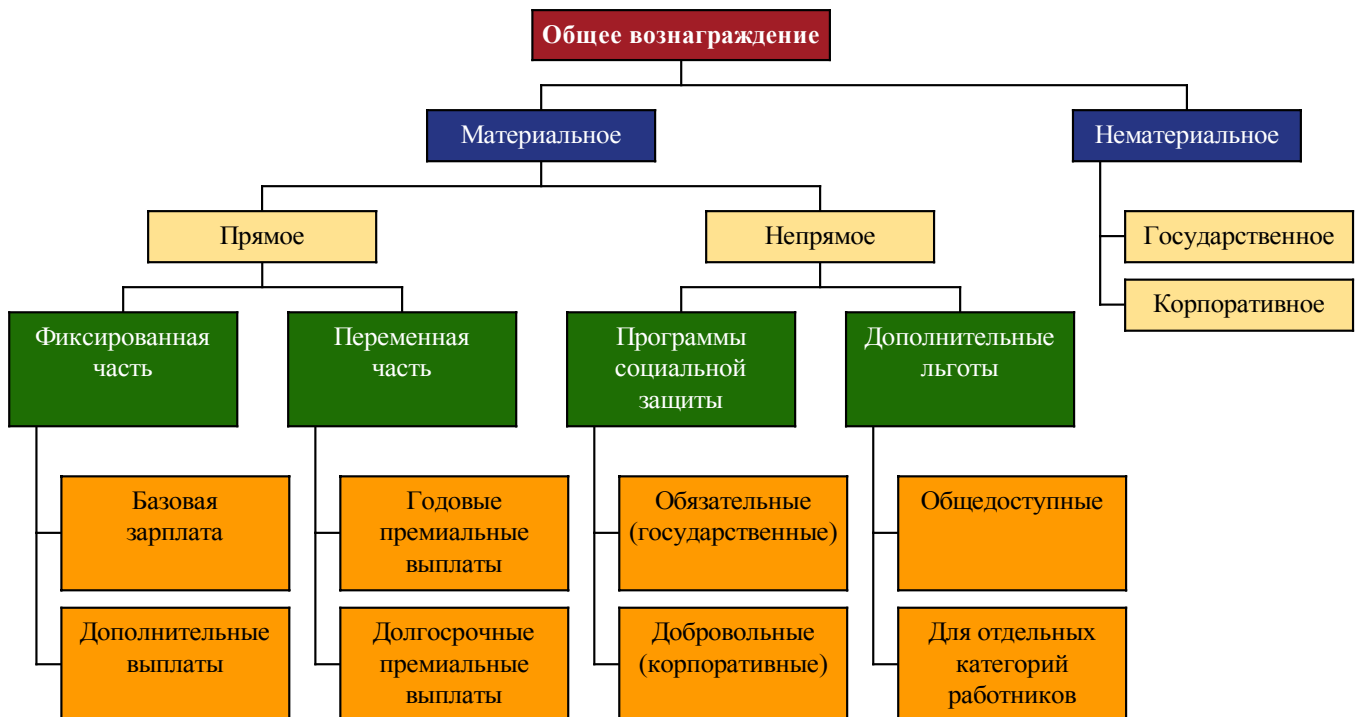 Общее вознаграждение
Материальное
Нематериальное
Прямое
Непрямое
Государственное
Корпоративное
Фиксированная
часть
Переменная
часть
Программы
социальной
защиты
Дополнительные
льготы
Базовая
зарплата
Годовые
премиальные
выплаты
Обязательные
(государственные)
Общедоступные
Дополнительные
выплаты
Долгосрочные
премиальные
выплаты
Добровольные
(корпоративные)
Для отдельных
категорий
работников